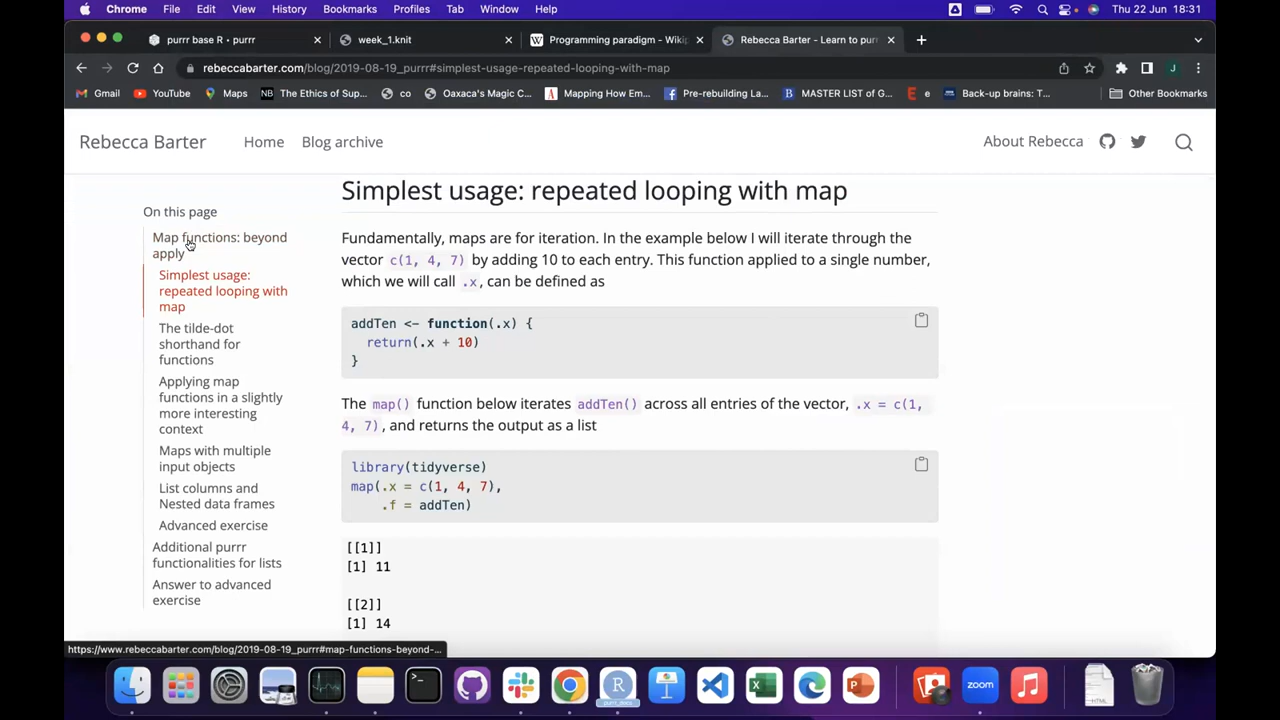 Chrome File Edit View History Bookmarks Profiles Tab Window Help Thu 22 Jun 18:31
purrr base R • purrr week_1.knit Programming paradigm - Wiki Rebecca Barter - Learn to pur
rebeccabarter.com/blog/2019-08-19_purrr#simplest-usage-repeated-looping-with-map J
Gmail YouTube Maps NB The Ethics of Sup... co Oaxaca's Magic C... Mapping How Em... Pre-rebuilding La... MASTER LIST of G... e Back-up brains: T... Other Bookmarks
Rebecca Barter Home Blog archive About Rebecca
On this page
Map functions: beyond
apply
Simplest usage:
repeated looping with
map
The tilde-dot
shorthand for
functions
Applying map
functions in a slightly
more interesting
context
Maps with multiple
input objects
List columns and
Nested data frames
Advanced exercise
Additional purrr
functionalities for lists
Answer to advanced
exercise
Simplest usage: repeated looping with map
Fundamentally, maps are for iteration. In the example below I will iterate through the
vector c(1, 4, 7) by adding 10 to each entry. This function applied to a single number,
which we will call .x, can be defined as
addTen <- function(.x) {
return(.x + 10)
}
The map() function below iterates addTen() across all entries of the vector, .x = c(1,
4, 7), and returns the output as a list
library(tidyverse)
map(.x = c(1, 4, 7),
.f = addTen)
[[1]]
[1] 11
[[2]]
[1] 14
https://www.rebeccabarter.com/blog/2019-08-19_purrr#map-functions-beyond-...
zoom